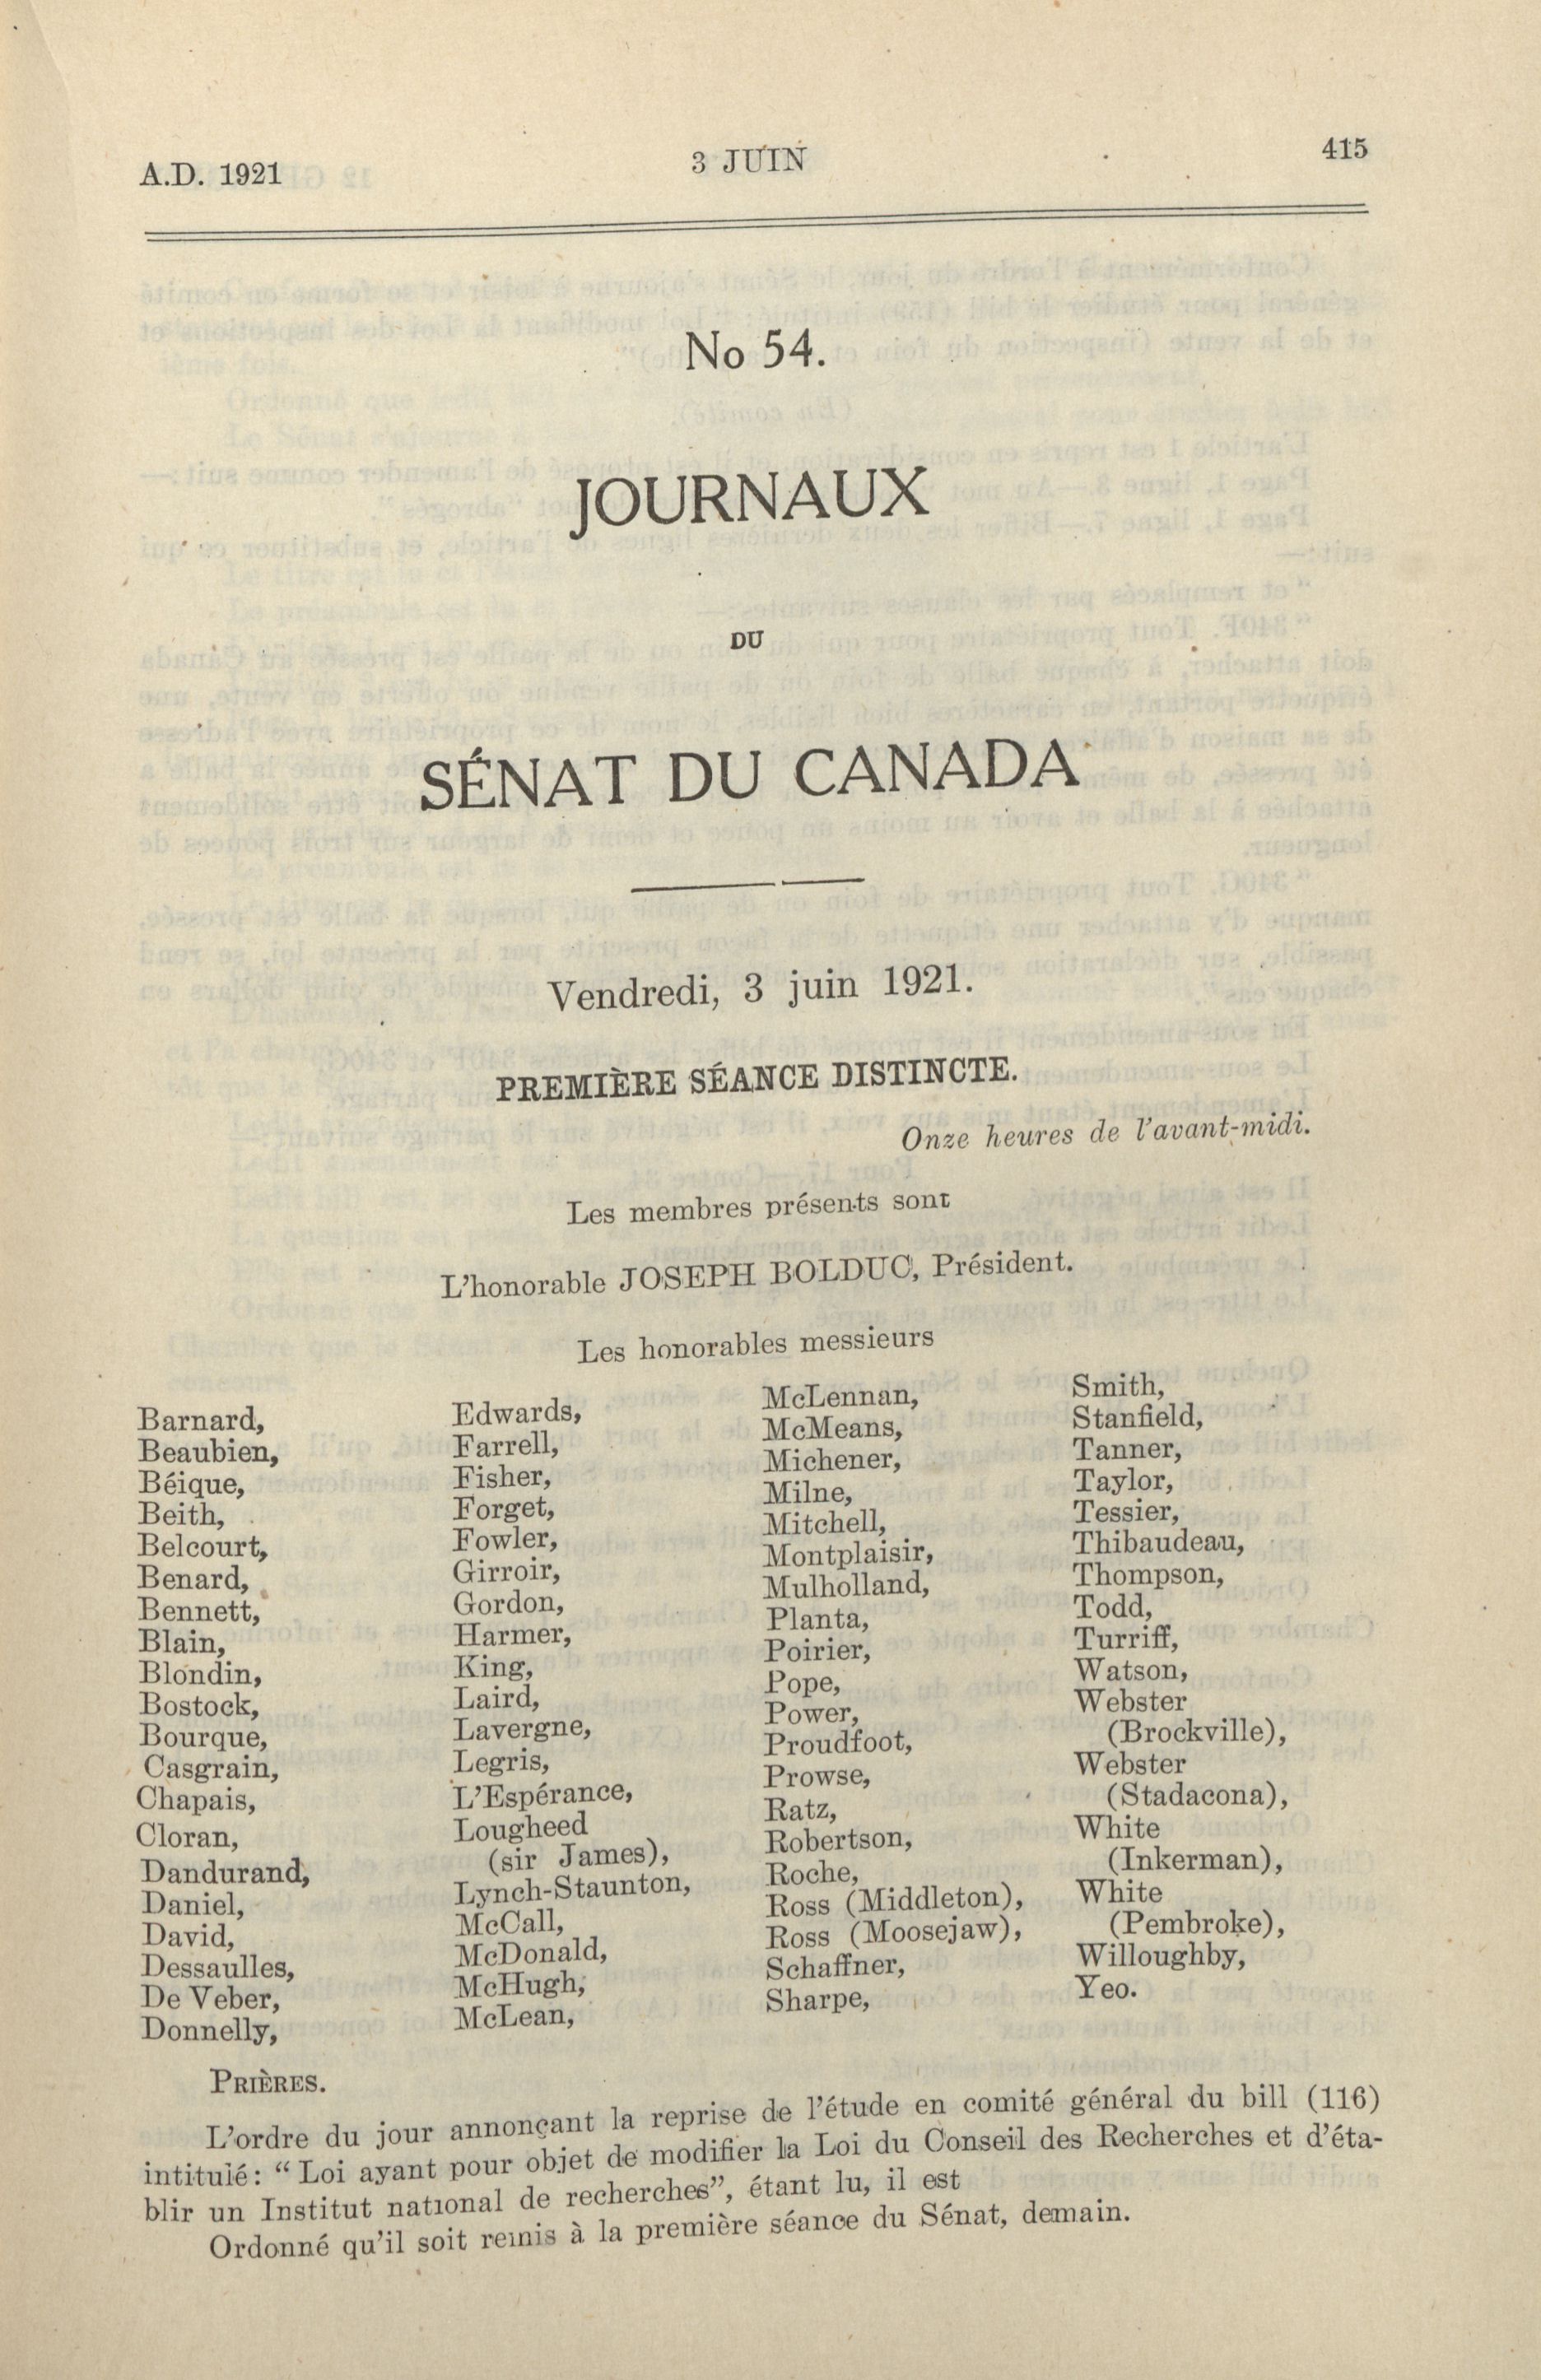 A.D. 1921 3 JUIN 415
No 54.
JOURNAUX
DU
SÉNAT DU CANADA
Vendredi, 3 juin 1921.
PREMIÈRE SÉANCE DISTINCTE.
Onze heures de l'avant-midi.
Les membres présents sont
L'honorable JOSEPH BOLDUC, Président.
Les honorables messieurs
Barnard,
Beaubien,
Béique,
Beith,
Belcourt,
Benard,
Bennett,
Blain,
Blondin,
Bostock,
Bourque,
Casgrain,
Chapais,
Cloran,
Dandurand,
Daniel,
David,
Dessaulles,
De Veber,
Donnelly,
Edwards,
Farrell,
Fisher,
Forget,
Fowler,
Girroir,
Gordon,
Harmer,
King,
Laird,
Lavergne,
Legris,
L'Espérance,
Lougheed
(sir James),
Lynch-Staunton,
McCall,
McDonald,
McHugh,
McLean,
McLennan,
McMeans,
Michener,
Milne,
Mitchell,
Montplaisir,
Mulholland,
Planta,
Poirier,
Pope,
Power,
Proudfoot,
Prowse,
Ratz,
Robertson,
Roche,
Ross (Middleton),
Ross (Moosejaw),
Schaffner,
Sharpe,
Smith,
Stanfield,
Tanner,
Taylor,
Tessier,
Thibaudeau,
Thompson,
Todd,
Turriff,
Watson,
Webster
(Brockville),
Webster
(Stadacona),
White
(Inkerman),
White
(Pembroke),
Willoughby,
Yeo.
PRIÈRES.
L'ordre du jour annonçant la reprise de l'étude en comité général du bill (116)
intitulé: "Loi ayant pour objet de modifier la Loi du Conseil des Recherches et d'éta-
blir un Institut national de recherches", étant lu, il est
Ordonné qu'il soit remis à la première séance du Sénat, demain.